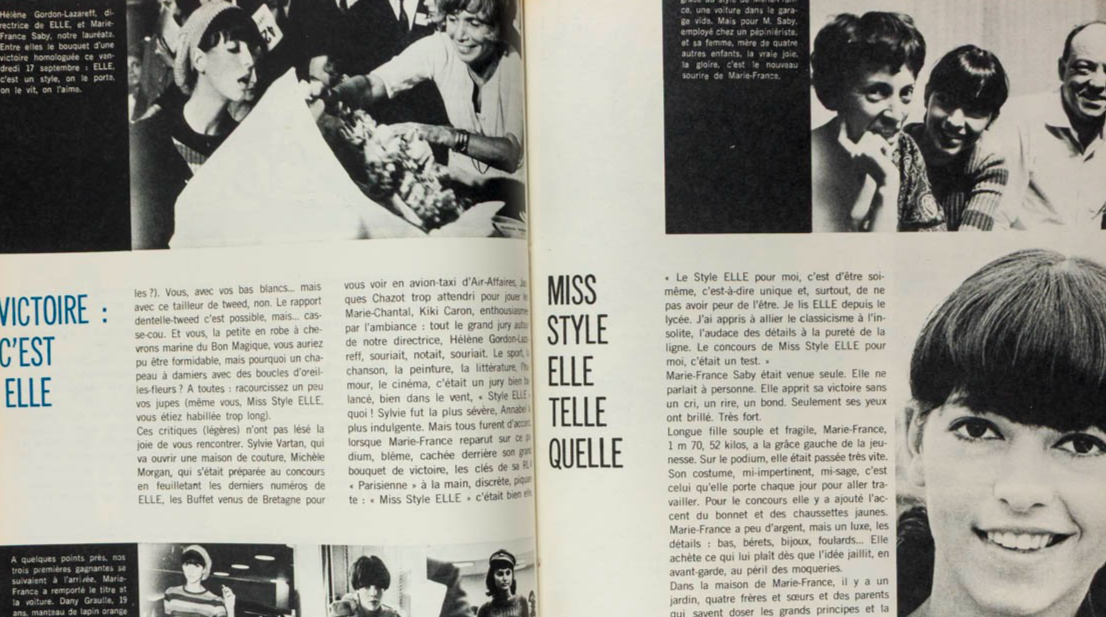 Hélène Gordon-Lazareff, di-
rectrice de ELLE, et Marie-
France Saby, notre lauréate.
Entre elles le bouquet d'une
victoire homologuée ce ven-
dredi 17 septembre : ELLE,
c'est un style, on le porte,
on le vit, on l'aime.
21
VICTOIRE :
C'EST
ELLE
les ?). Vous, avec vos bas blancs... mais
avec ce tailleur de tweed, non. Le rapport
dentelle-tweed c'est possible, mais... cas-
se-cou. Et vous, la petite en robe à che-
vrons marine du Bon Magique, vous auriez
pu être formidable, mais pourquoi un cha-
peau à damiers avec des boucles d'oreil-
les-fleurs ? A toutes : raccourcissez un peu
vos jupes (même vous, Miss Style ELLE,
vous étiez habillée trop long).
Ces critiques (légères) n'ont pas lésé la
joie de vous rencontrer. Sylvie Vartan, qui
va ouvrir une maison de couture, Michèle
Morgan, qui s'était préparée au concours
en feuilletant les derniers numéros de
ELLE, les Buffet venus de Bretagne pour
vous voir en avion-taxi d'Air-Affaires,
ques Chazot trop attendri pour jouer
Marie-Chantal, Kiki Caron, enthousiasmée
par l'ambiance : tout le grand jury autour
de notre directrice, Hélène Gordon-Laza-
reff, souriait, notait, souriait. Le sport,
chanson, la peinture, la littérature,
mour, le cinéma, c'était un jury bien
lancé, bien dans le vent, « Style ELLE »
quoi ! Sylvie fut la plus sévère, Annabel
plus indulgente. Mais tous furent d'accord
lorsque Marie-France reparut sur ce
dium, blême, cachée derrière son grand
bouquet de victoire, les clés de sa
« Parisienne » à la main, discrète,
te : « Miss Style ELLE » c'était bien elle
A quelques points près, nos
trois premières gagnantes se
suivaient à l'arrivée. Marie-
France a remporté le titre et
la voiture. Dany Graulle, 19
ans, manteau de lapin orange
ce, une voiture dans le gara-
ge vide. Mais pour M. Saby,
employé chez un pépiniériste,
et sa femme, mère de quatre
autres enfants, la vraie joie,
la gloire, c'est le nouveau
sourire de Marie-France.
MISS
STYLE
ELLE
TELLE
QUELLE
« Le Style ELLE pour moi, c'est d'être soi-
même, c'est-à-dire unique et, surtout, de ne
pas avoir peur de l'être. Je lis ELLE depuis le
lycée. J'ai appris à allier le classicisme à l'in-
solite, l'audace des détails à la pureté de la
ligne. Le concours de Miss Style ELLE pour
moi, c'était un test. »
Marie-France Saby était venue seule. Elle ne
parlait à personne. Elle apprit sa victoire sans
un cri, un rire, un bond. Seulement ses yeux
ont brillé. Très fort.
Longue fille souple et fragile, Marie-France,
1 m 70, 52 kilos, a la grâce gauche de la jeu-
nesse. Sur le podium, elle était passée très vite.
Son costume, mi-impertinent, mi-sage, c'est
celui qu'elle porte chaque jour pour aller tra-
vailler. Pour le concours elle y a ajouté l'ac-
cent du bonnet et des chaussettes jaunes.
Marie-France a peu d'argent, mais un luxe, les
détails : bas, bérets, bijoux, foulards... Elle
achète ce qui lui plaît dès que l'idée jaillit, en
avant-garde, au péril des moqueries.
Dans la maison de Marie-France, il y a un
jardin, quatre frères et sœurs et des parents
qui savent doser les grands principes et la